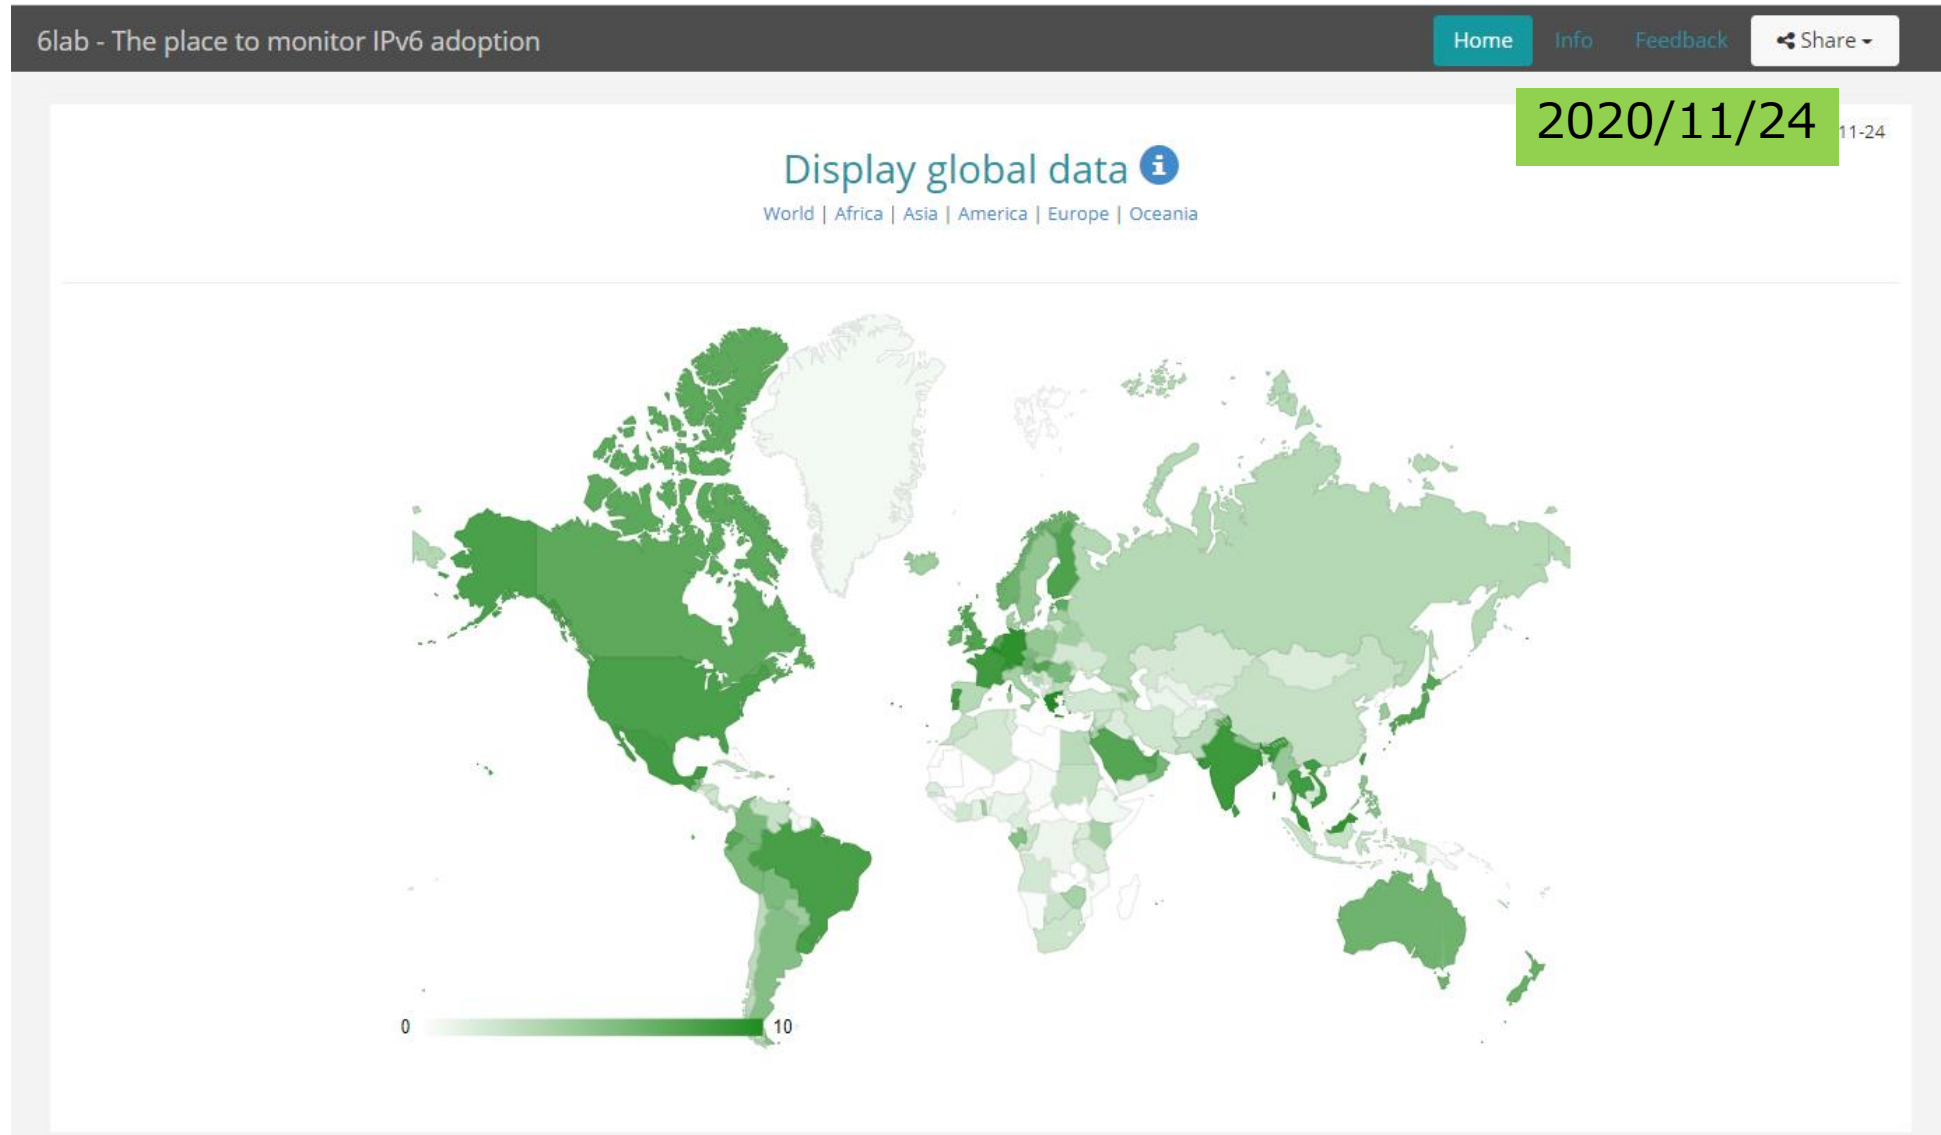 6lab - The place to monitor IPv6 adoption
Home Info Feedback Share
2020/11/24 11-24
Display global data
World | Africa | Asia | America | Europe | Oceania
0 10